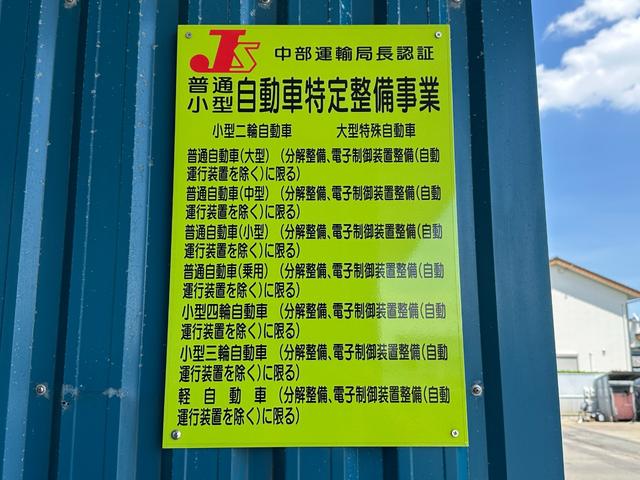 JS 中部運輸局長認証
普通
小型 自動車特定整備事業
小型二輪自動車 大型特殊自動車
普通自動車(大型) (分解整備、電子制御装置整備(自動
運行装置を除く)に限る)
普通自動車(中型) (分解整備、電子制御装置整備(自動
運行装置を除く)に限る)
普通自動車(小型) (分解整備、電子制御装置整備(自動
運行装置を除く)に限る)
普通自動車(乗用) (分解整備、電子制御装置整備(自動
運行装置を除く)に限る)
小型四輪自動車 (分解整備、電子制御装置整備(自動
運行装置を除く)に限る)
小型三輪自動車 (分解整備、電子制御装置整備(自動
運行装置を除く)に限る)
軽自動車 (分解整備、電子制御装置整備(自動
運行装置を除く)に限る)